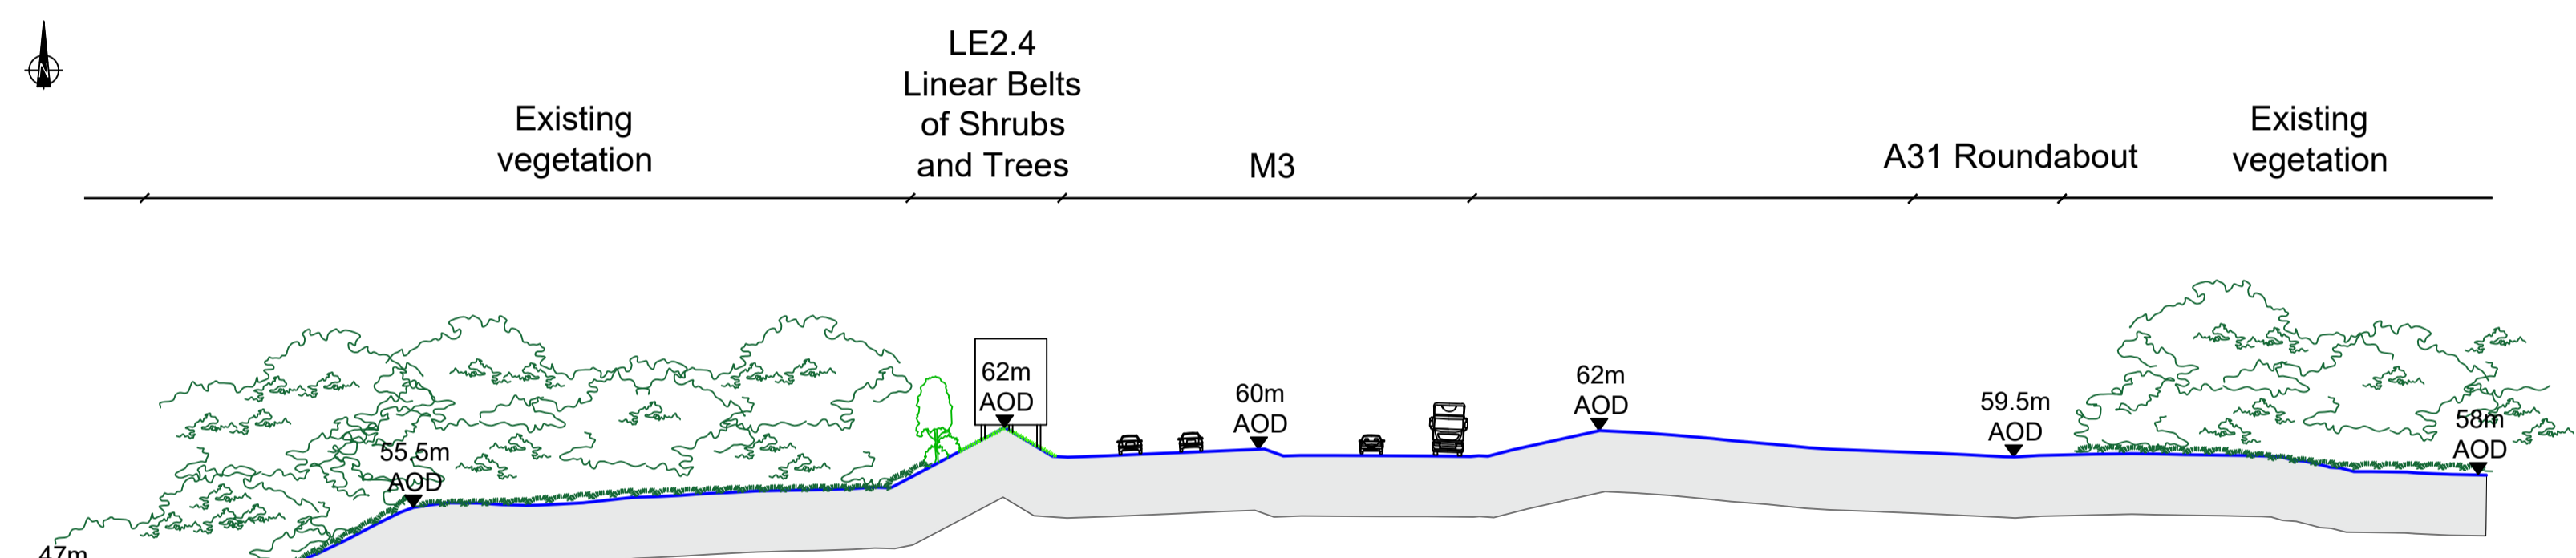 N
LE2.4
Linear Belts
of Shrubs
and Trees
Existing
vegetation
M3
A31 Roundabout
Existing
vegetation
62m
AOD
60m
AOD
62m
AOD
59.5m
AOD
58m
AOD
55.5m
AOD
47m